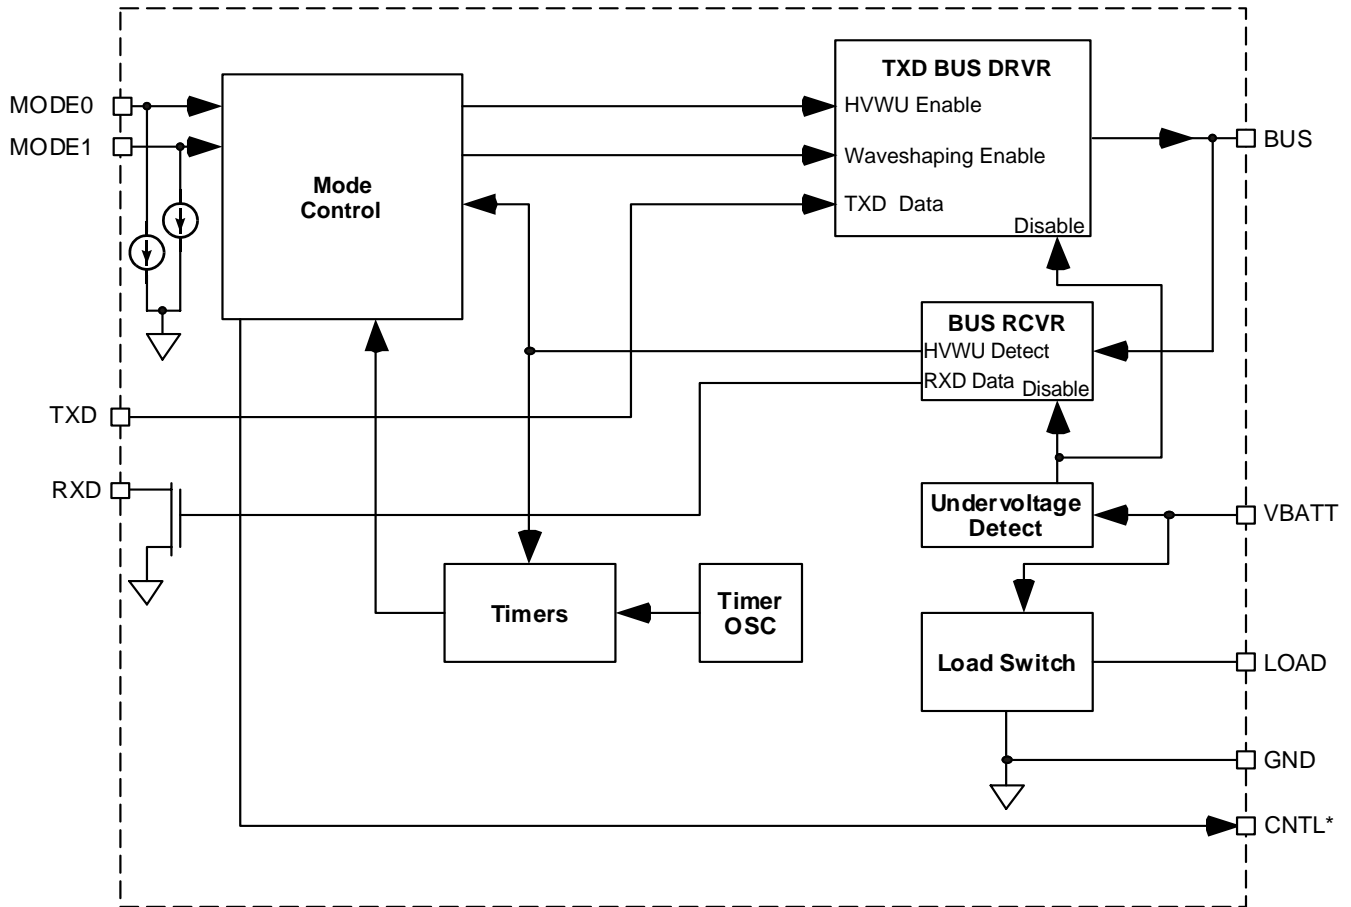 MODE0
MODE1
Mode
Control
TXD BUS DRVR
HVWU Enable
Waveshaping Enable
TXD Data
Disable
BUS
BUS RCVR
HVWU Detect
RXD Data
Disable
TXD
RXD
Undervoltage
Detect
VBATT
Timers
Timer
OSC
Load Switch
LOAD
GND
CNTL*